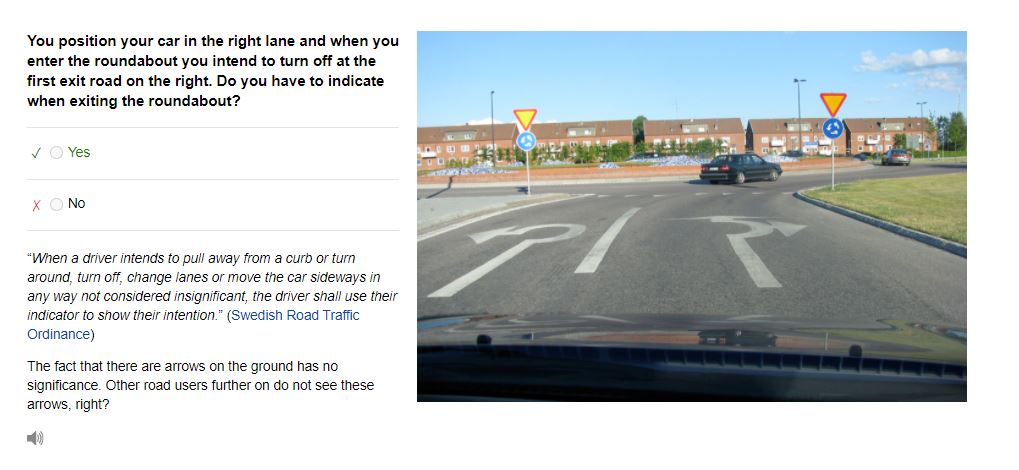 You position your car in the right lane and when you
enter the roundabout you intend to turn off at the
first exit road on the right. Do you have to indicate
when exiting the roundabout?
Yes
No
“When a driver intends to pull away from a curb or turn
around, turn off, change lanes or move the car sideways in
any way not considered insignificant, the driver shall use their
indicator to show their intention.” (Swedish Road Traffic
Ordinance)
The fact that there are arrows on the ground has no
significance. Other road users further on do not see these
arrows, right?